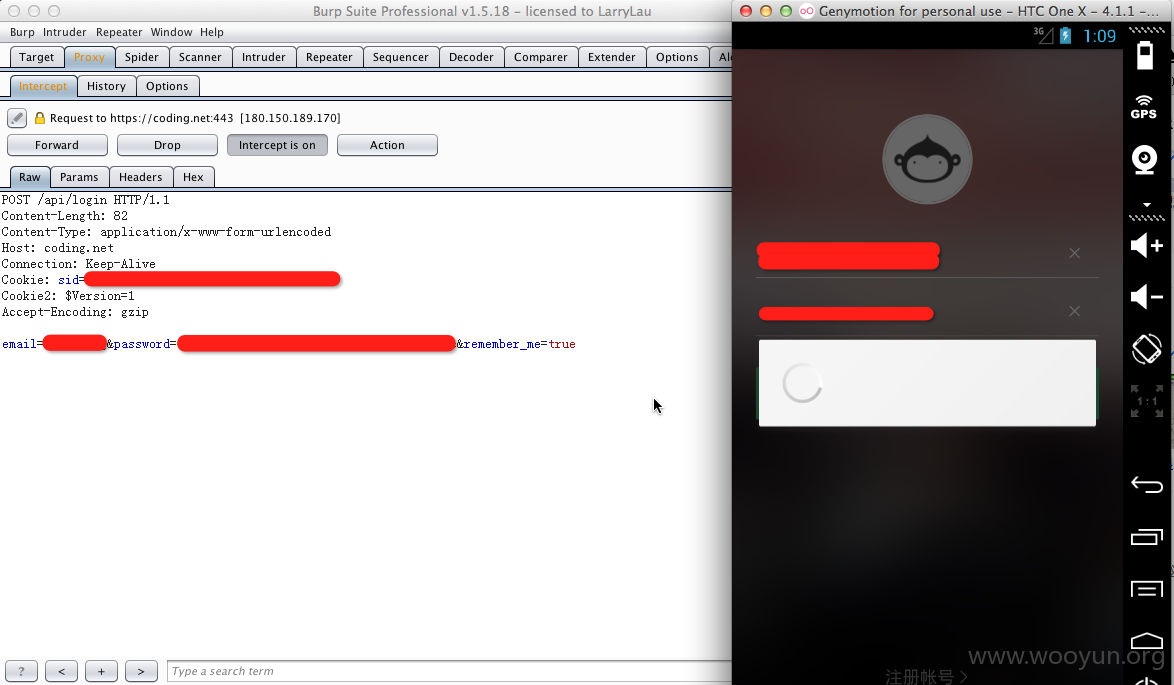 Burp Suite Professional v1.5.18 - licensed to LarryLau
Burp Intruder Repeater Window Help
Target Proxy Spider Scanner Intruder Repeater Sequencer Decoder Comparer Extender Options
Intercept History Options
Request to https://coding.net:443 [180.150.189.170]
Forward Drop Intercept is on Action
Raw Params Headers Hex
POST /api/login HTTP/1.1
Content-Length: 82
Content-Type: application/x-www-form-urlencoded
Host: coding.net
Connection: Keep-Alive
Cookie: sid=
Cookie2: $Version=1
Accept-Encoding: gzip
email= &password= &remember_me=true
? < + > Type a search term
Genymotion for personal use - HTC One X - 4.1.1 -...
3G 1:09
GPS
1:1
注册帐号 >
www.wooyun.org